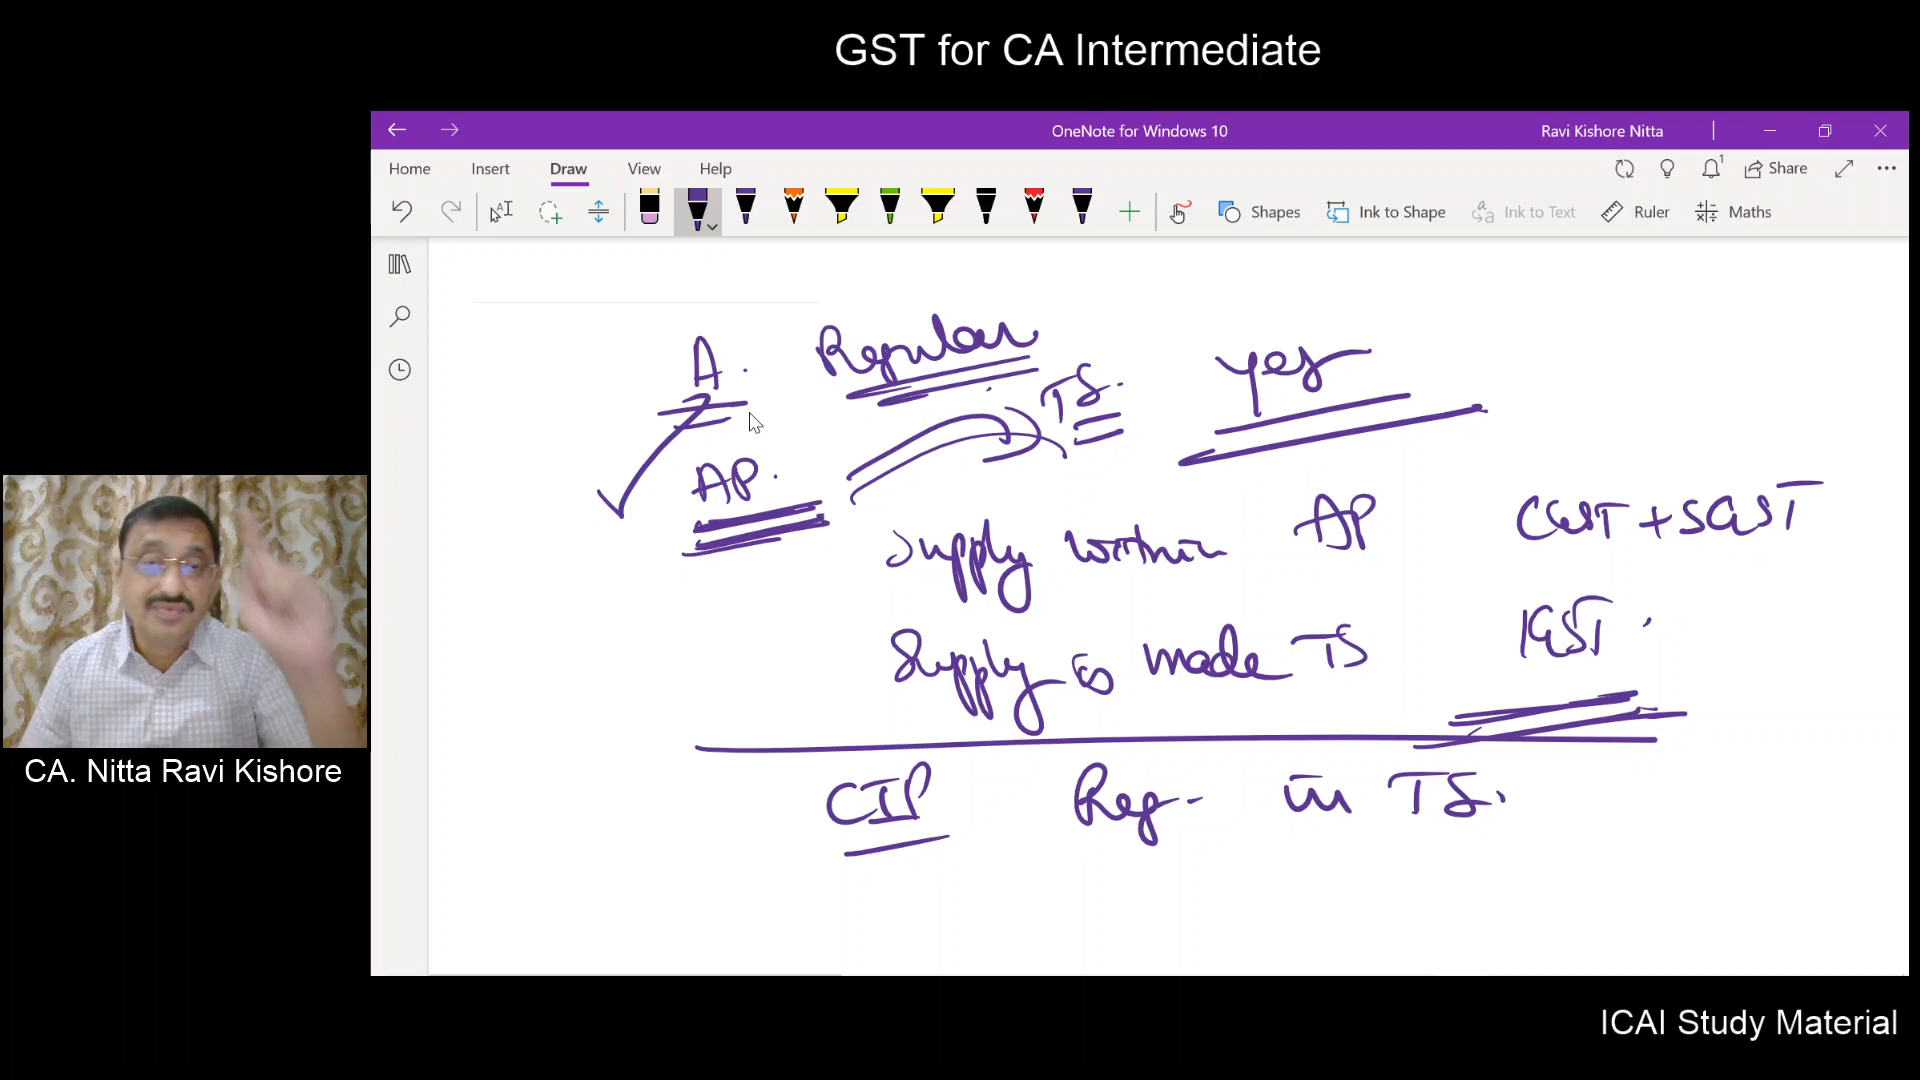 GST for CA Intermediate
OneNote for Windows 10
Ravi Kishore Nitta
Home Insert Draw View Help
1 Share
Shapes Ink to Shape Ink to Text Ruler Maths
A. Regular yes
TS.
AP.
Supply within AP CGST + SGST
Supply is made TS IGST.
Reg. in TS.
CA. Nitta Ravi Kishore
ICAI Study Material